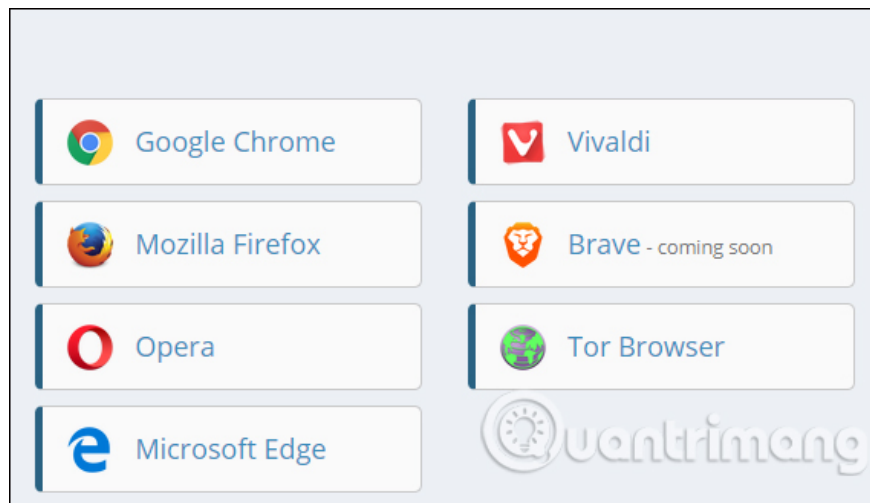 Google Chrome
Mozilla Firefox
Opera
Microsoft Edge
Vivaldi
Brave - coming soon
Tor Browser
Quantrimang